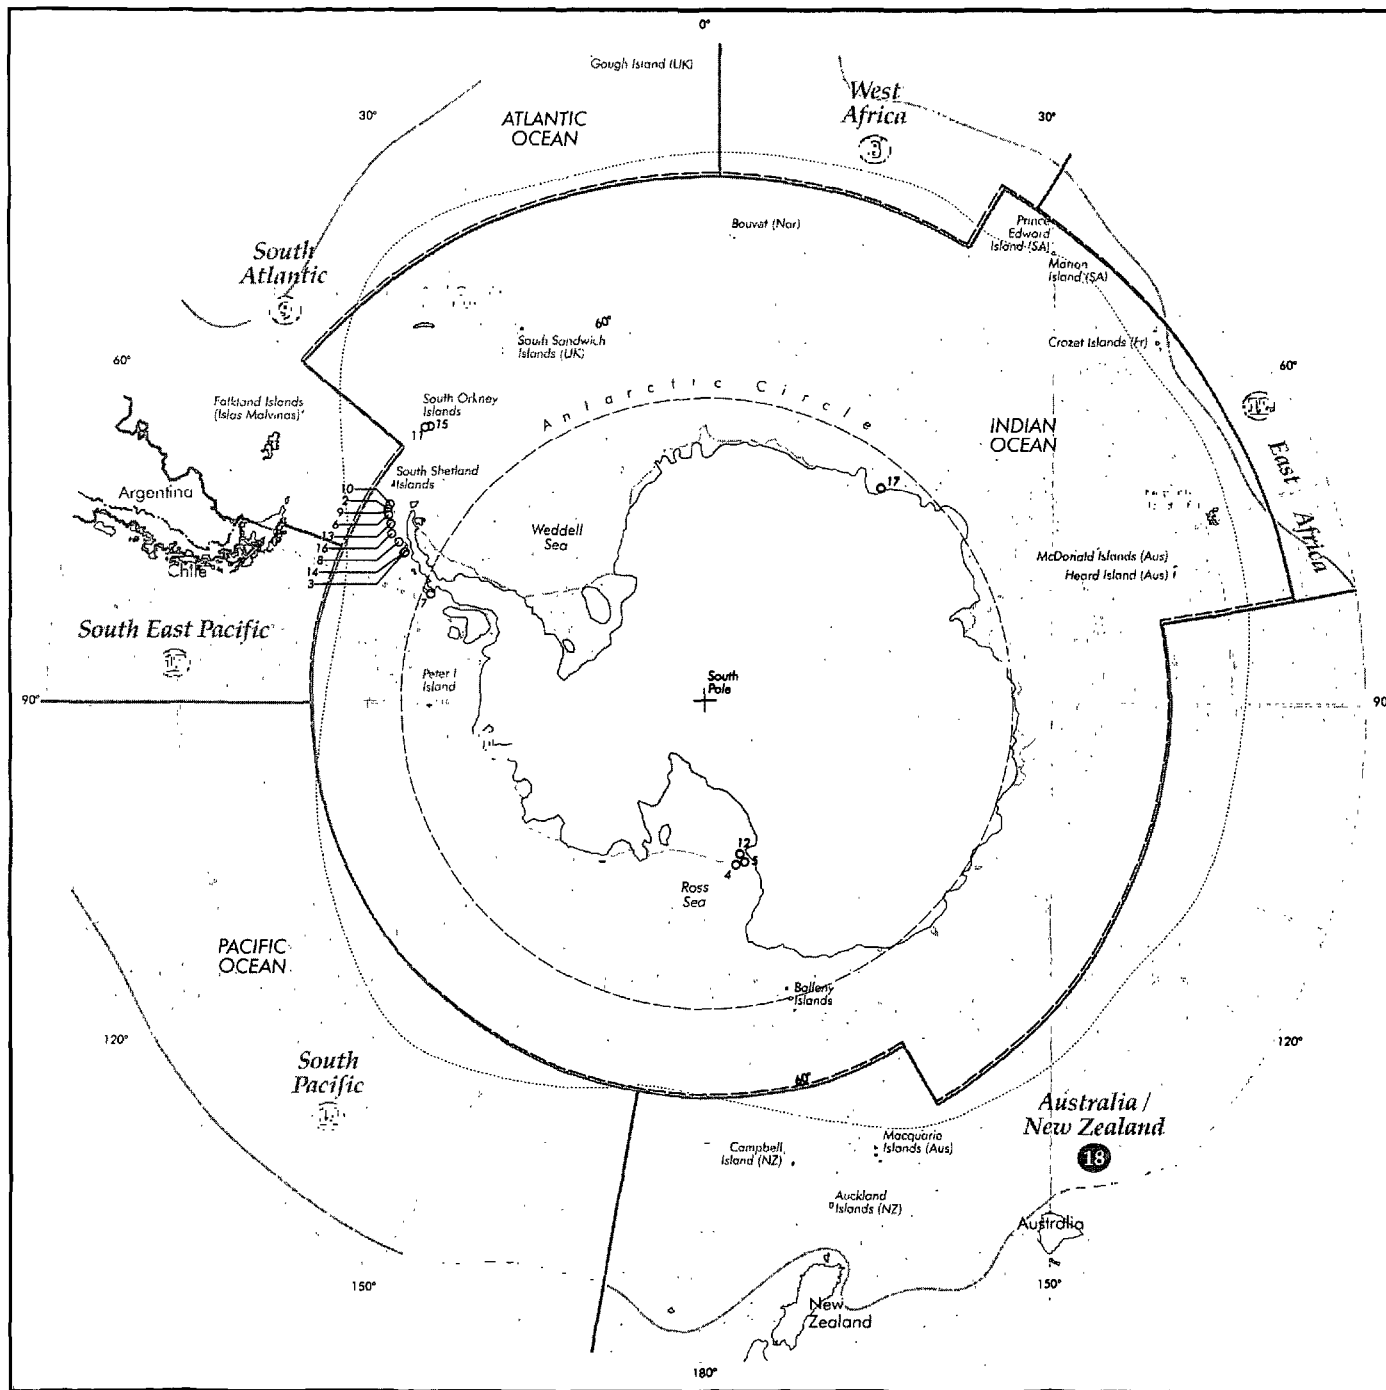 0°
Gough Island (UK)
West
Africa
30°
ATLANTIC
OCEAN
30°
Bouvet (Nor)
Prince
Edward
Island (SA)
Marion
Island (SA)
South
Atlantic
9
60°
South Sandwich
Islands (UK)
Crozet Islands (Fr)
60°
60°
Falkland Islands
(Islas Malvinas)
South Orkney
Islands
11 15
Antarctic Circle
INDIAN
OCEAN
East Africa
South Shetland
Islands
Argentina
Chile
10
2
9
6
13
16
8
14
3
7
17
Weddell
Sea
McDonald Islands (Aus)
Heard Island (Aus)
South East Pacific
Peter I
Island
South
Pole
90°
90°
12
5
4
Ross
Sea
PACIFIC
OCEAN
Balleny
Islands
120°
120°
South
Pacific
60°
Australia /
New Zealand
18
Campbell
Island (NZ)
Macquarie
Islands (Aus)
Auckland
Islands (NZ)
Australia
150°
150°
New
Zealand
180°